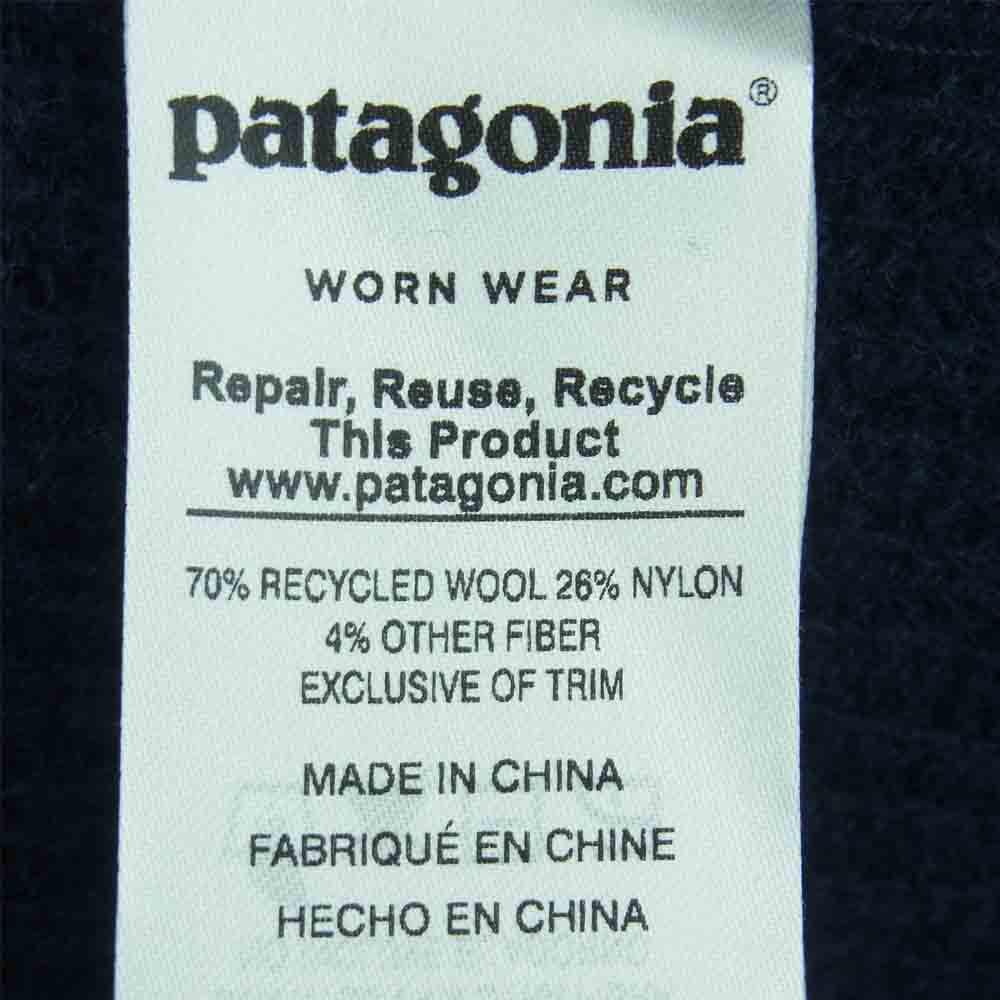 patagonia®
WORN WEAR
Repair, Reuse, Recycle
This Product
www.patagonia.com
70% RECYCLED WOOL 26% NYLON
4% OTHER FIBER
EXCLUSIVE OF TRIM
MADE IN CHINA
FABRIQUÉ EN CHINE
HECHO EN CHINA